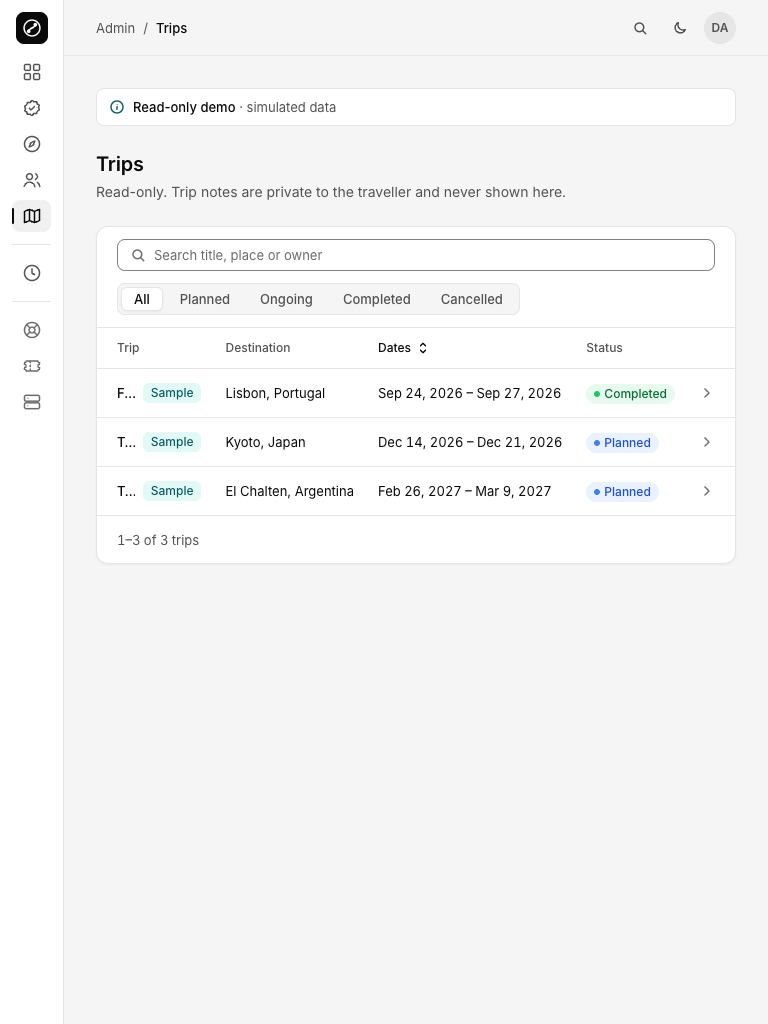 Admin / Trips
DA
Read-only demo · simulated data
Trips
Read-only. Trip notes are private to the traveller and never shown here.
Search title, place or owner
All Planned Ongoing Completed Cancelled
Trip Destination Dates Status
F... Sample Lisbon, Portugal Sep 24, 2026 – Sep 27, 2026 Completed
T... Sample Kyoto, Japan Dec 14, 2026 – Dec 21, 2026 Planned
T... Sample El Chalten, Argentina Feb 26, 2027 – Mar 9, 2027 Planned
1–3 of 3 trips